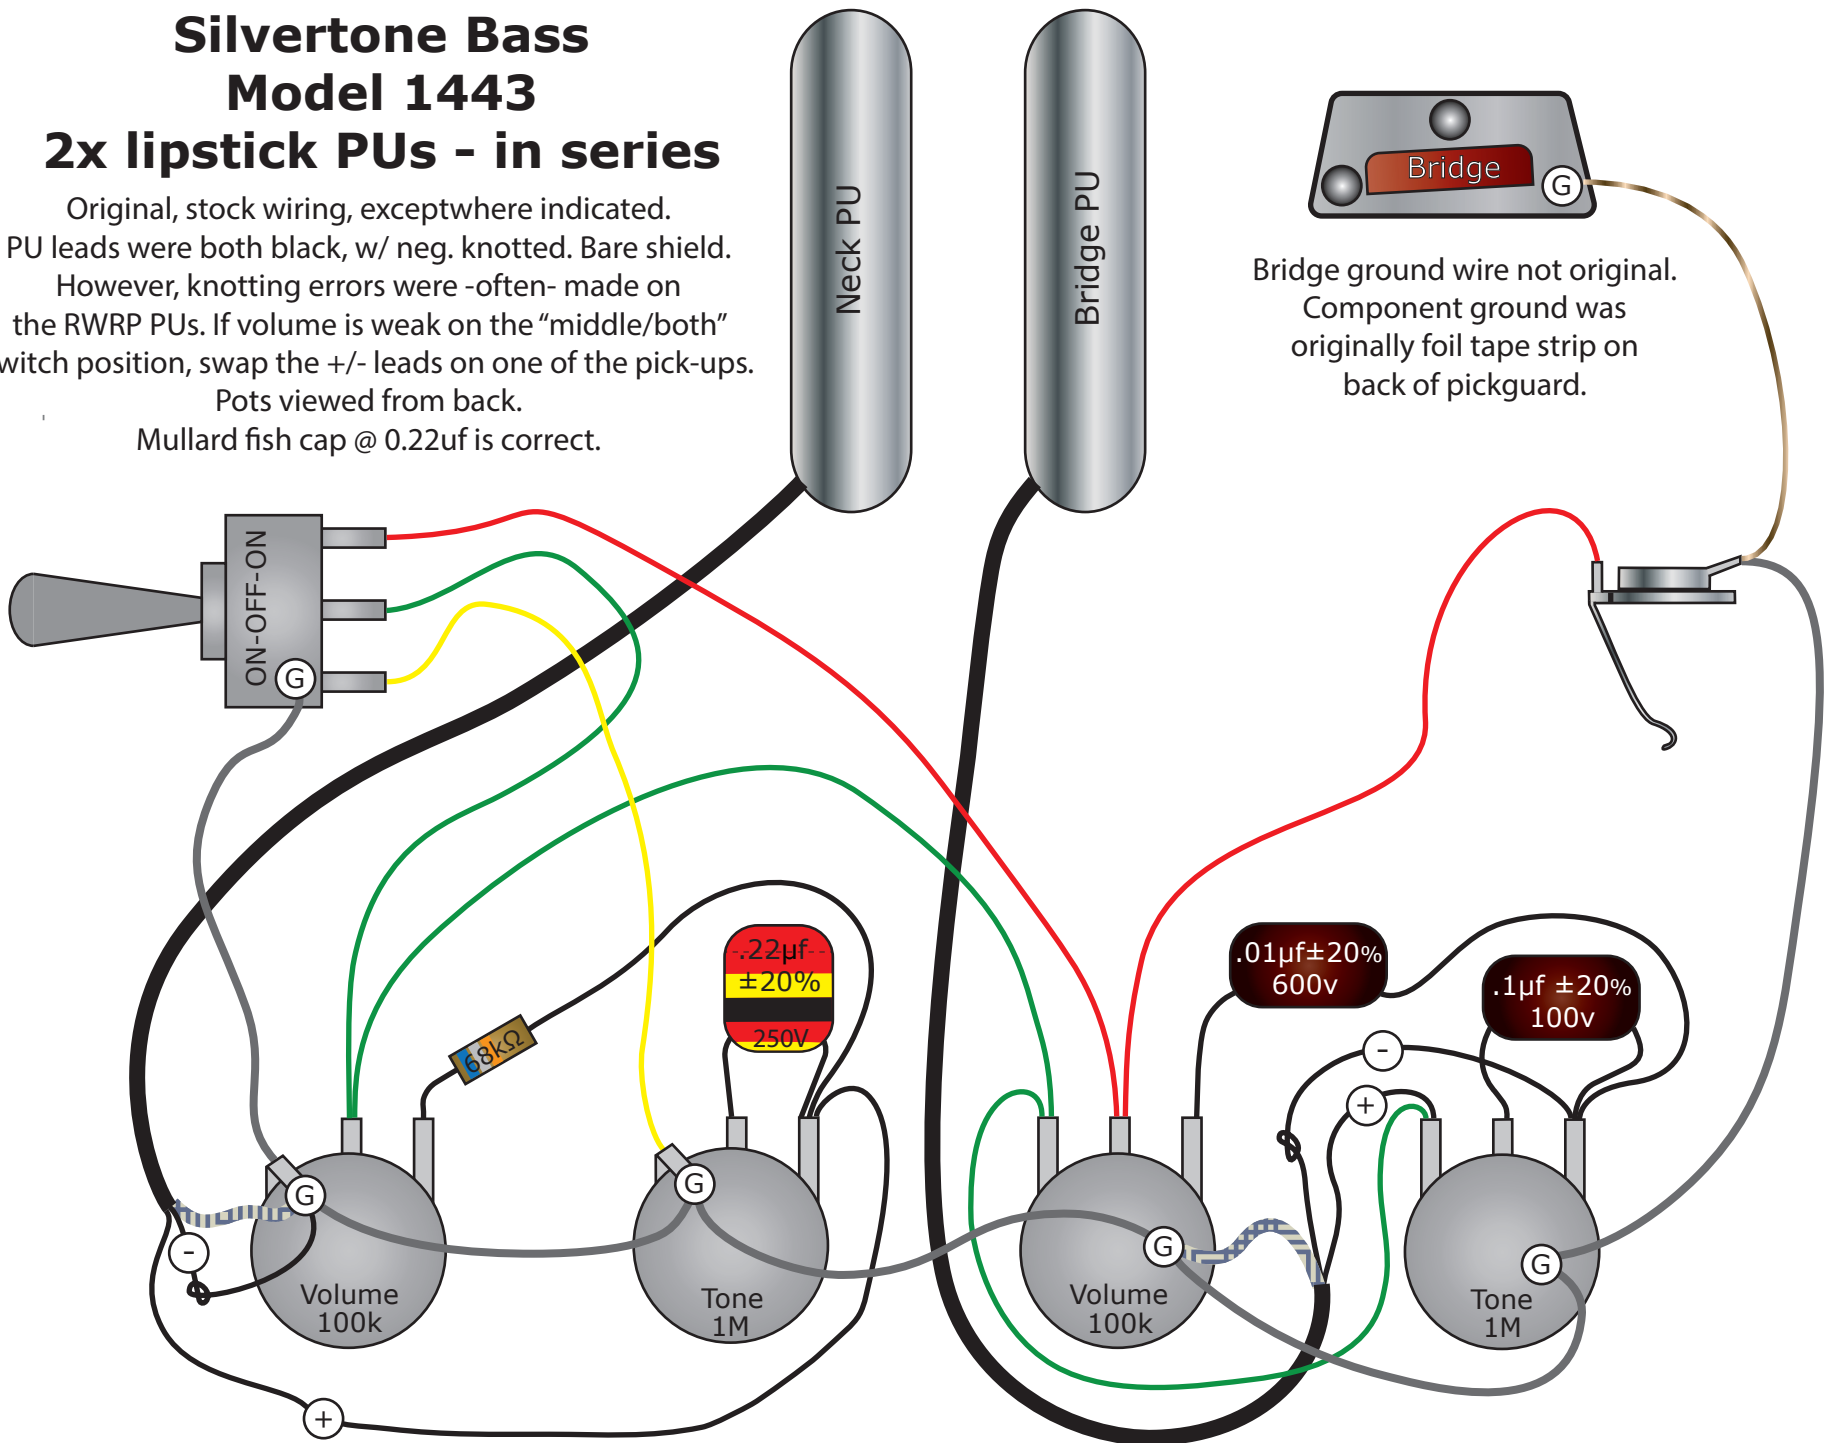 Silvertone Bass
Model 1443
2x lipstick PUs - in series
Original, stock wiring, exceptwhere indicated.
PU leads were both black, w/ neg. knotted. Bare shield.
However, knotting errors were -often- made on
the RWRP PUs. If volume is weak on the “middle/both”
witch position, swap the +/- leads on one of the pick-ups.
Pots viewed from back.
Mullard fish cap @ 0.22uf is correct.
Neck PU
Bridge PU
Bridge
G
Bridge ground wire not original.
Component ground was
originally foil tape strip on
back of pickguard.
ON-OFF-ON
G
68kΩ
.22µf
±20%
250V
.01µf±20%
600v
.1µf ±20%
100v
-
+
G
G
G
G
-
+
Volume
100k
Tone
1M
Volume
100k
Tone
1M